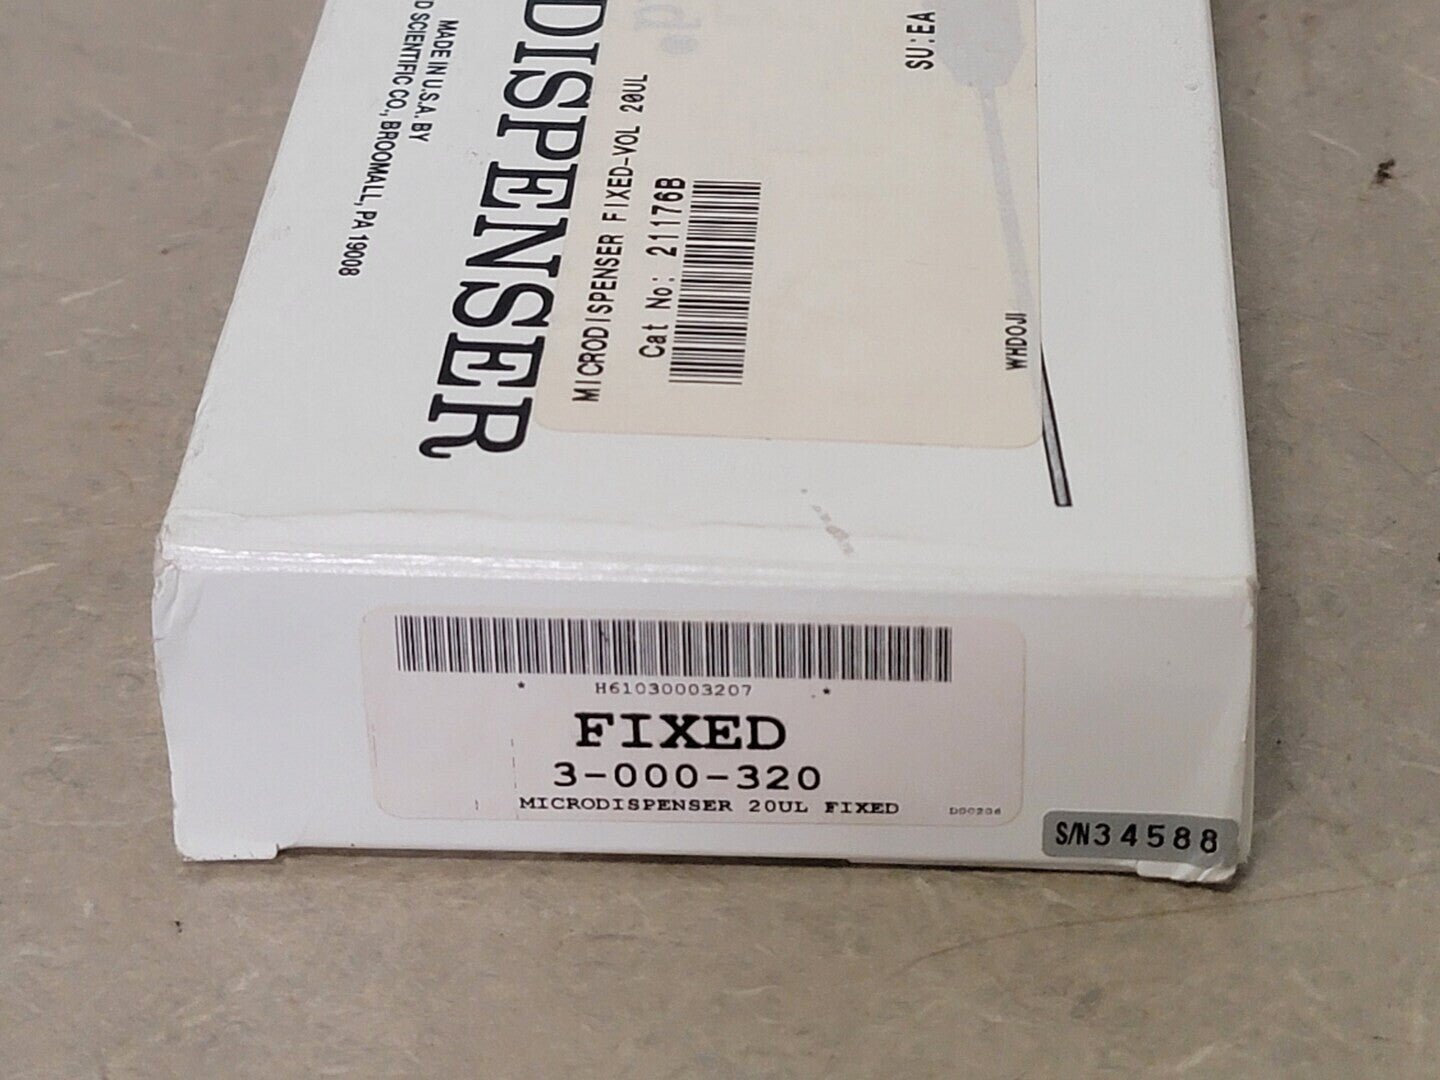 DISPENSER
MADE IN U.S.A. BY
D SCIENTIFIC CO., BROOMALL, PA 19008
MICRODISPENSER FIXED-VOL 20UL
Cat No: 21176B
SU:EA
WHDOJI
* H61030003207 *
FIXED
3-000-320
MICRODISPENSER 20UL FIXED
S/N 34588